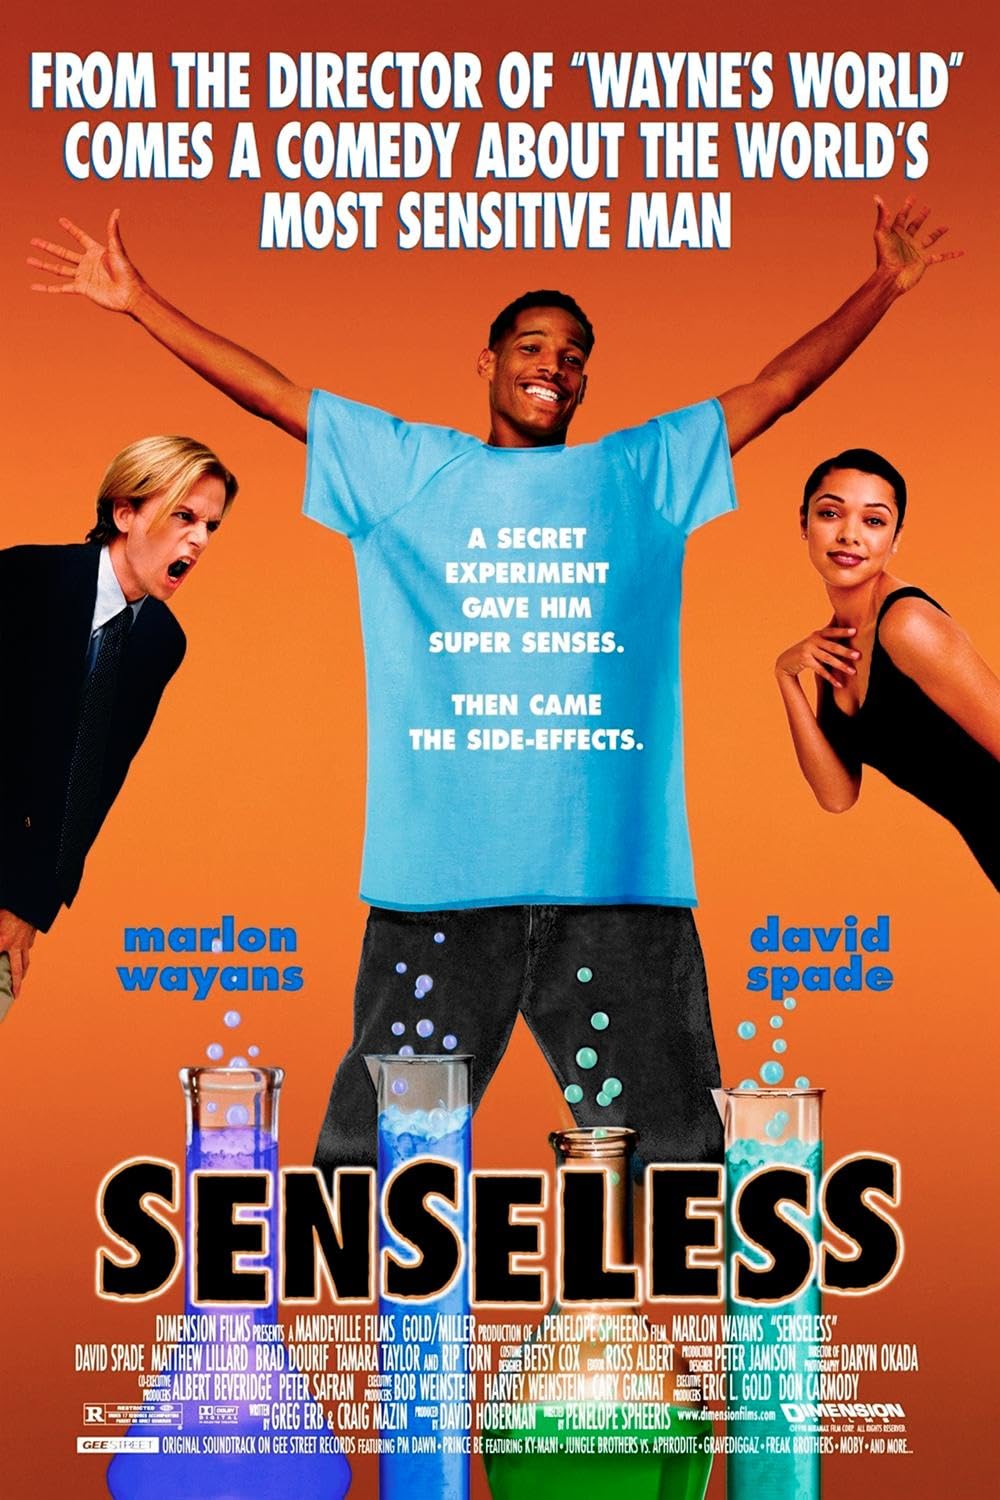 FROM THE DIRECTOR OF "WAYNE'S WORLD"
COMES A COMEDY ABOUT THE WORLD'S
MOST SENSITIVE MAN
A SECRET
EXPERIMENT
GAVE HIM
SUPER SENSES.
THEN CAME
THE SIDE-EFFECTS.
marlon
wayans
david
spade
SENSELESS
DIMENSION FILMS PRESENTS A MANDEVILLE FILMS GOLD/MILLER PRODUCTION OF A PENELOPE SPHEERIS FILM MARLON WAYANS "SENSELESS"
DAVID SPADE MATTHEW LILLARD BRAD DOURIF TAMARA TAYLOR AND RIP TORN COSTUME DESIGNER BETSY COX EDITOR ROSS ALBERT PRODUCTION DESIGNER PETER JAMISON DIRECTOR OF PHOTOGRAPHY DARYN OKADA
CO-EXECUTIVE PRODUCERS ALBERT BEVERIDGE PETER SAFRAN EXECUTIVE PRODUCERS BOB WEINSTEIN HARVEY WEINSTEIN CARY GRANAT EXECUTIVE PRODUCERS ERIC L. GOLD DON CARMODY
R RESTRICTED DOLBY DIGITAL WRITTEN BY GREG ERB & CRAIG MAZIN PRODUCED BY DAVID HOBERMAN DIRECTED BY PENELOPE SPHEERIS www.dimensionfilms.com DIMENSION FILMS
GEE STREET ORIGINAL SOUNDTRACK ON GEE STREET RECORDS FEATURING PM DAWN • PRINCE BE FEATURING KY-MANI • JUNGLE BROTHERS VS. APHRODITE • GRAVEDIGGAZ • FREAK BROTHERS • MOBY • AND MORE...